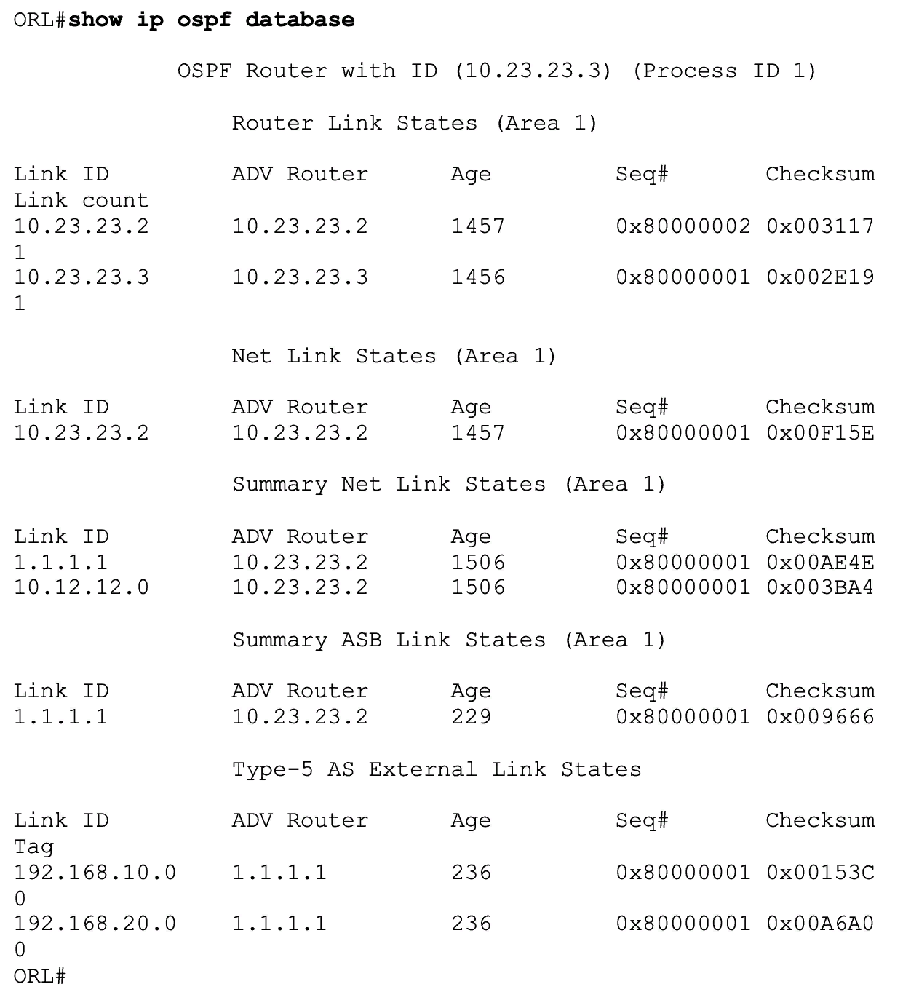 ORL#show ip ospf database
OSPF Router with ID (10.23.23.3) (Process ID 1)
Router Link States (Area 1)
Link ID ADV Router Age Seq# Checksum
Link count
10.23.23.2 10.23.23.2 1457 0x80000002 0x003117
1
10.23.23.3 10.23.23.3 1456 0x80000001 0x002E19
1
Net Link States (Area 1)
Link ID ADV Router Age Seq# Checksum
10.23.23.2 10.23.23.2 1457 0x80000001 0x00F15E
Summary Net Link States (Area 1)
Link ID ADV Router Age Seq# Checksum
1.1.1.1 10.23.23.2 1506 0x80000001 0x00AE4E
10.12.12.0 10.23.23.2 1506 0x80000001 0x003BA4
Summary ASB Link States (Area 1)
Link ID ADV Router Age Seq# Checksum
1.1.1.1 10.23.23.2 229 0x80000001 0x009666
Type-5 AS External Link States
Link ID ADV Router Age Seq# Checksum
Tag
192.168.10.0 1.1.1.1 236 0x80000001 0x00153C
0
192.168.20.0 1.1.1.1 236 0x80000001 0x00A6A0
0
ORL#